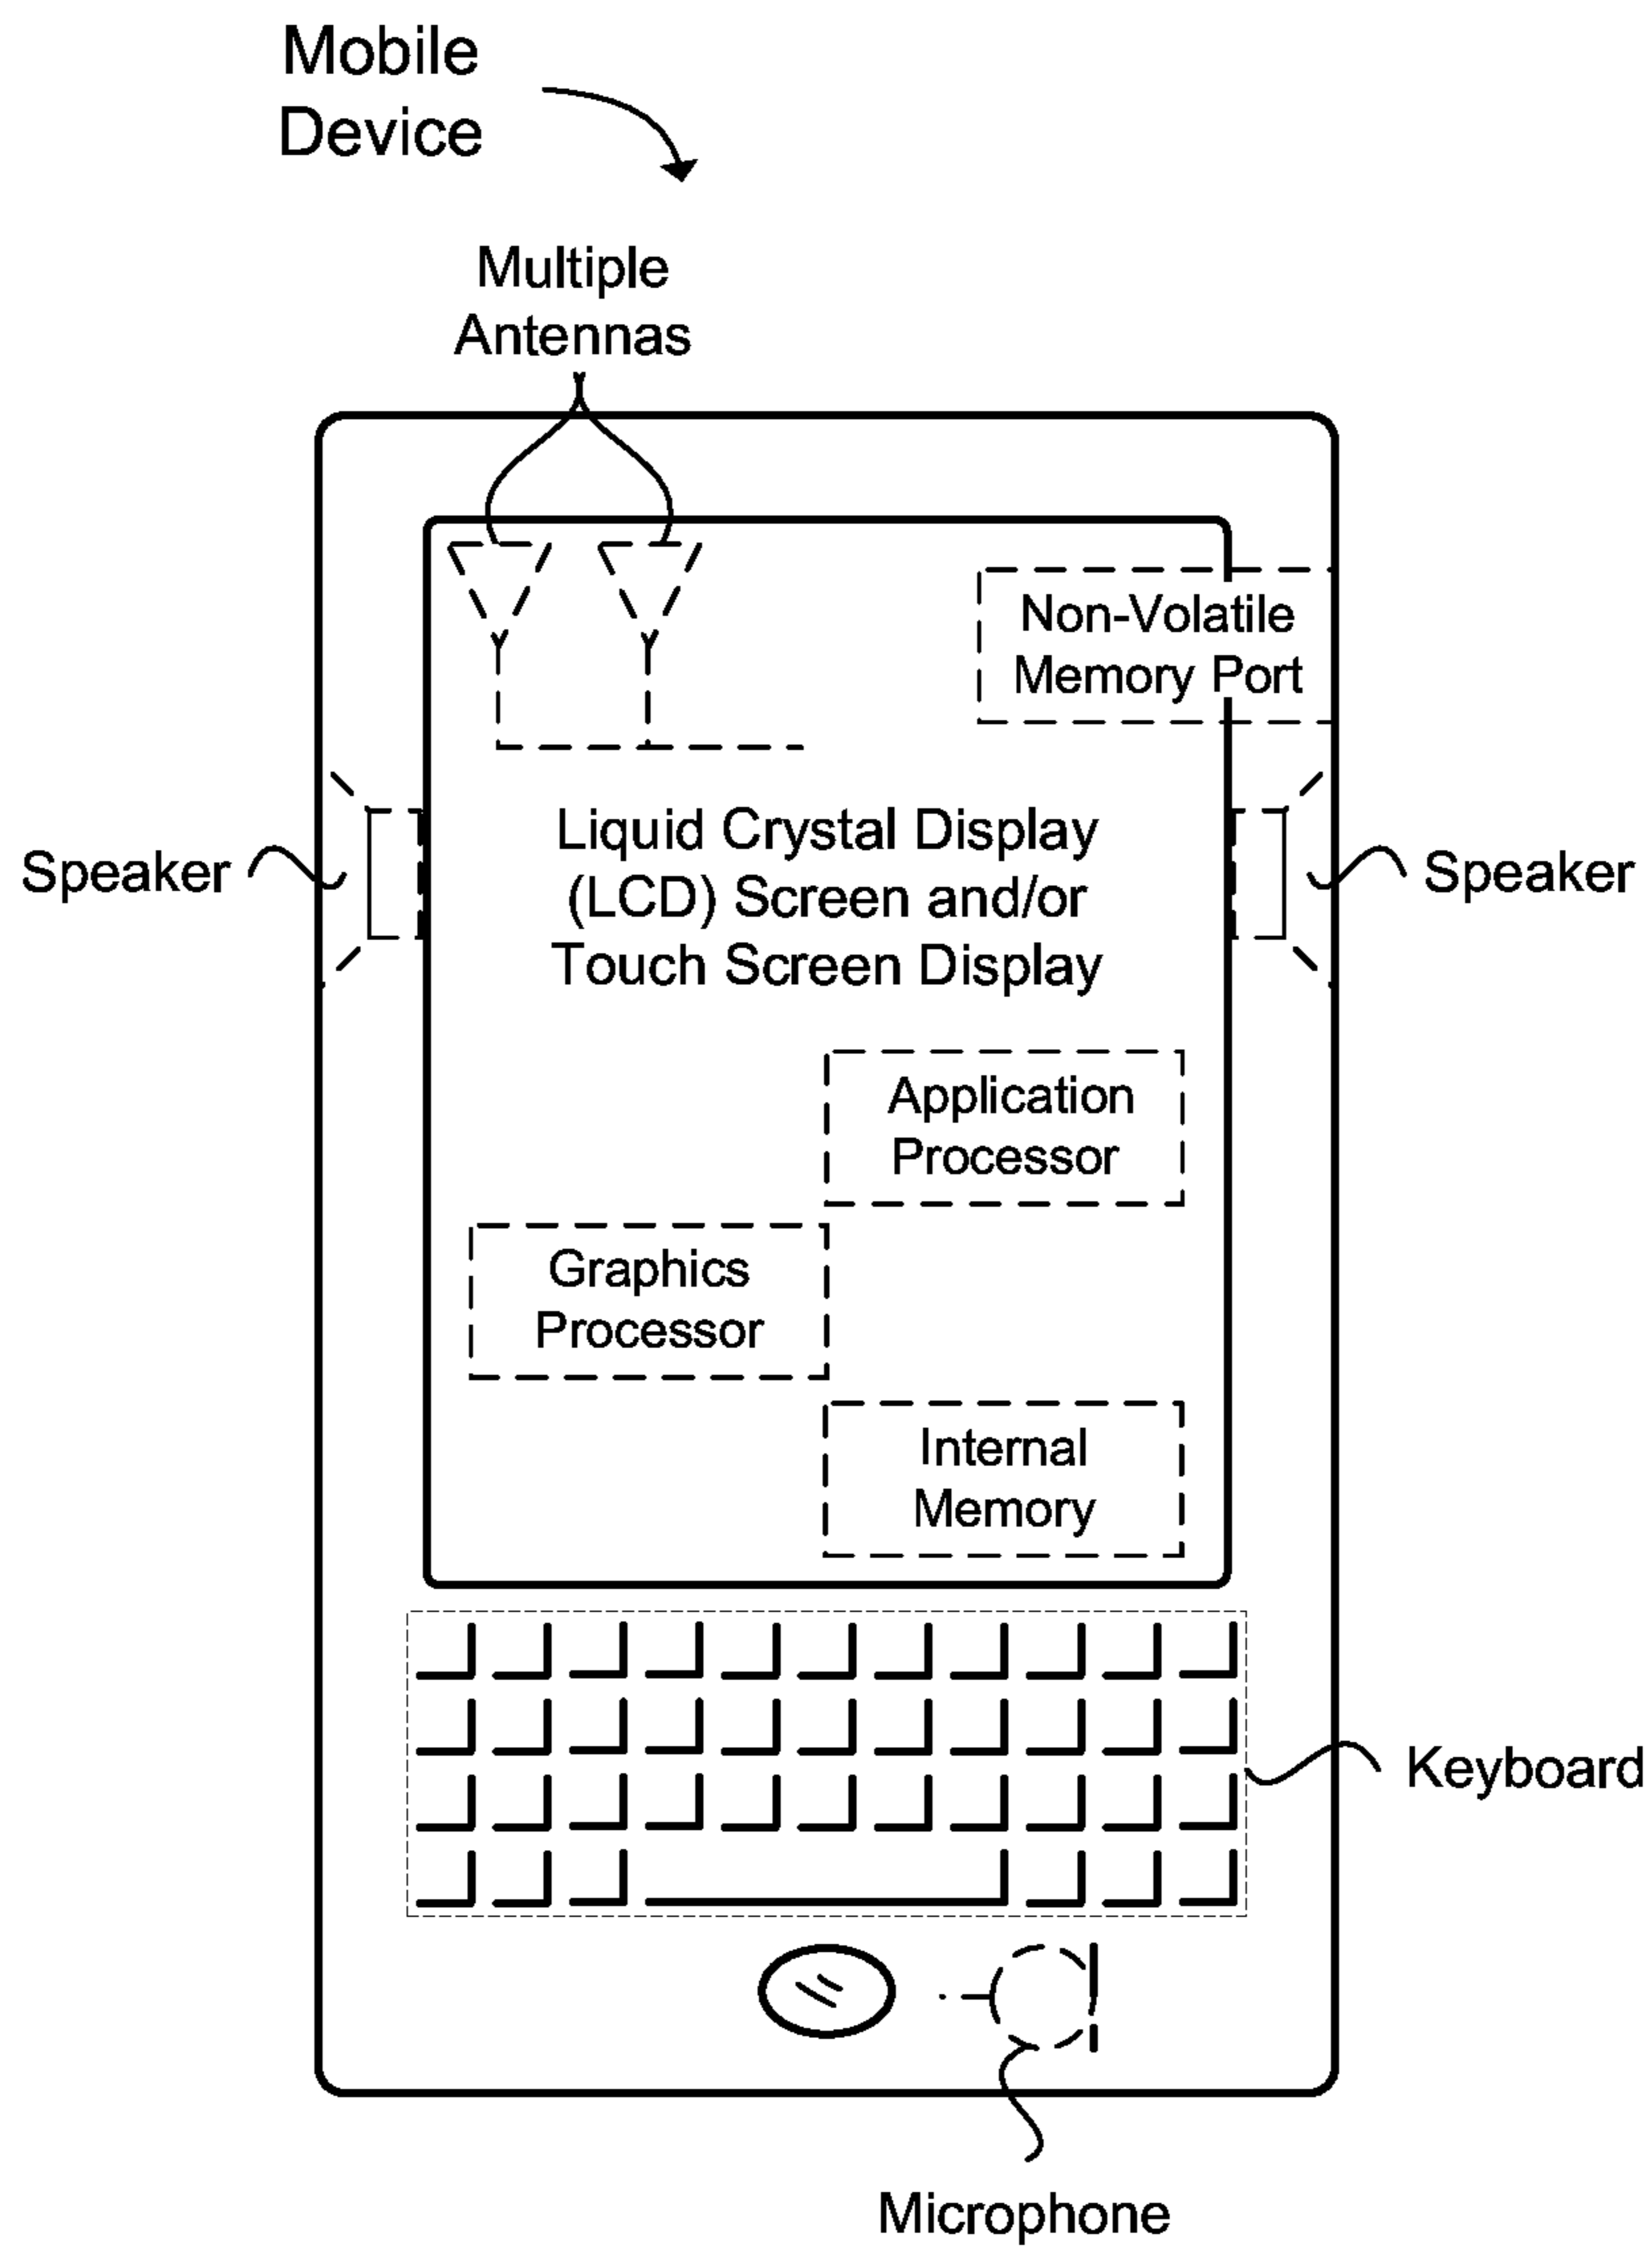 Mobile
Device
Multiple
Antennas
Non-Volatile
Memory Port
Speaker
Liquid Crystal Display
(LCD) Screen and/or
Touch Screen Display
Speaker
Application
Processor
Graphics
Processor
Internal
Memory
Keyboard
Microphone